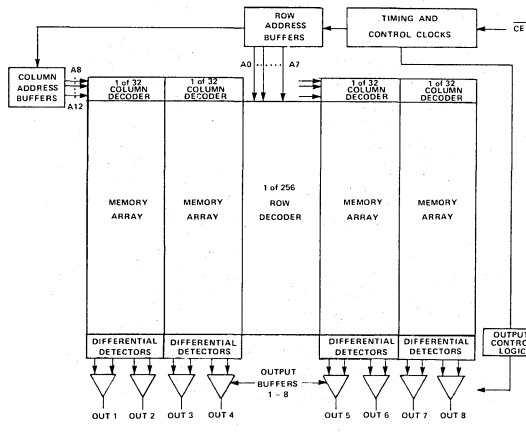 ROW
ADDRESS
BUFFERS
TIMING AND
CONTROL CLOCKS
CE
COLUMN
ADDRESS
BUFFERS
A8
A12
A0
A7
1 of 32
COLUMN
DECODER
1 of 32
COLUMN
DECODER
1 of 32
COLUMN
DECODER
1 of 32
COLUMN
DECODER
MEMORY
ARRAY
MEMORY
ARRAY
1 of 256
ROW
DECODER
MEMORY
ARRAY
MEMORY
ARRAY
DIFFERENTIAL
DETECTORS
DIFFERENTIAL
DETECTORS
DIFFERENTIAL
DETECTORS
DIFFERENTIAL
DETECTORS
OUTPUT
CONTROL
LOGIC
OUTPUT
BUFFERS
1 - 8
OUT 1
OUT 2
OUT 3
OUT 4
OUT 5
OUT 6
OUT 7
OUT 8